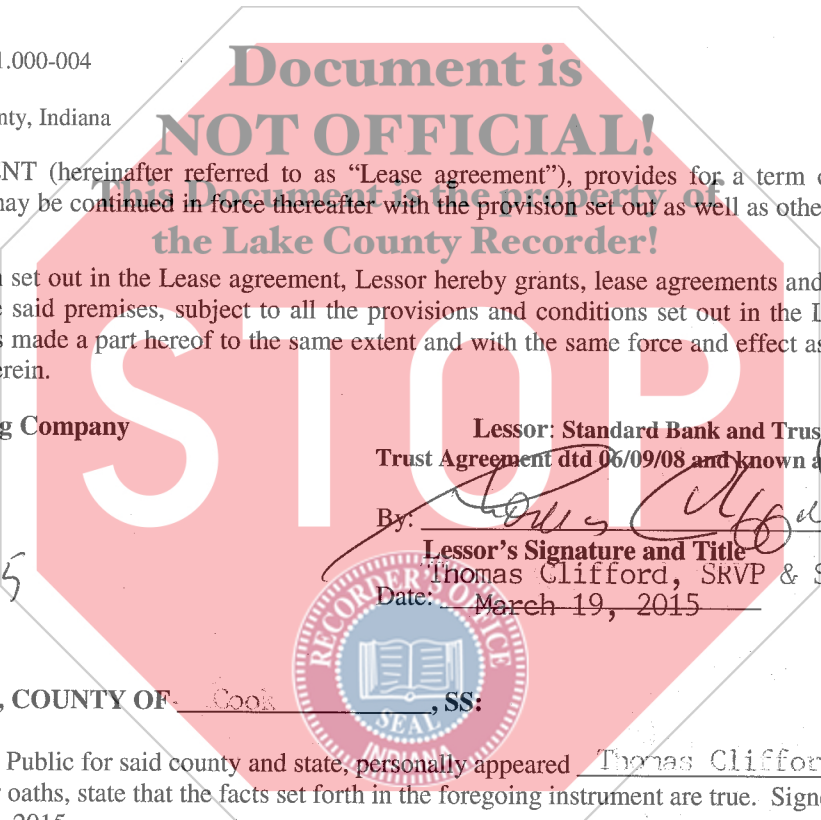 1.000-004
Document is
nty, Indiana
NOT OFFICIAL!
ENT (hereinafter referred to as “Lease agreement”), provides for a term
This Document is the property of
may be continued in force thereafter with the provision set out as well as othe
the Lake County Recorder!
set out in the Lease agreement, Lessor hereby grants, lease agreements and
said premises, subject to all the provisions and conditions set out in the L
s made a part hereof to the same extent and with the same force and effect as
erein.
STOP
g Company
Lessor: Standard Bank and Trus
Trust Agreement dtd 06/09/08 and known a
By: Thomas Clifford
Lessor’s Signature and Title
Thomas Clifford, SRVP & S
5
Date: March 19, 2015
RECORDER'S OFFICE
, COUNTY OF Cook, SS:
SEAL
INDIANA
Public for said county and state, personally appeared Thomas Cliffor
oaths, state that the facts set forth in the foregoing instrument are true. Signe
2015